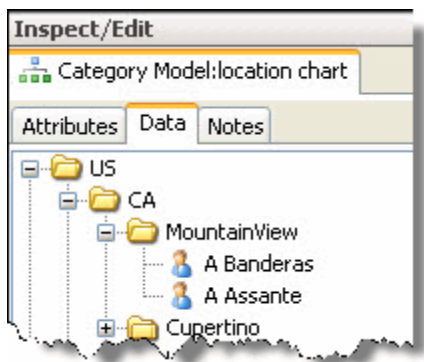 Inspect/Edit
Category Model:location chart
Attributes Data Notes
US
CA
MountainView
A Banderas
A Assante
Cupertino